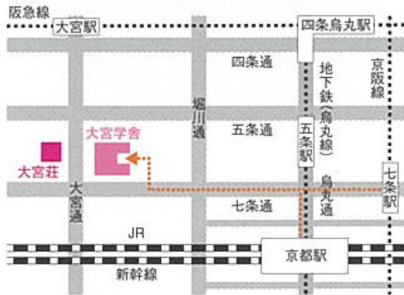 阪急線
大宮駅
四条烏丸駅
四条通
地下鉄(烏丸線)
京阪線
堀川通
大宮学舎
五条通
五条駅
大宮荘
大宮通
七条通
烏丸通
七条駅
JR
京都駅
新幹線